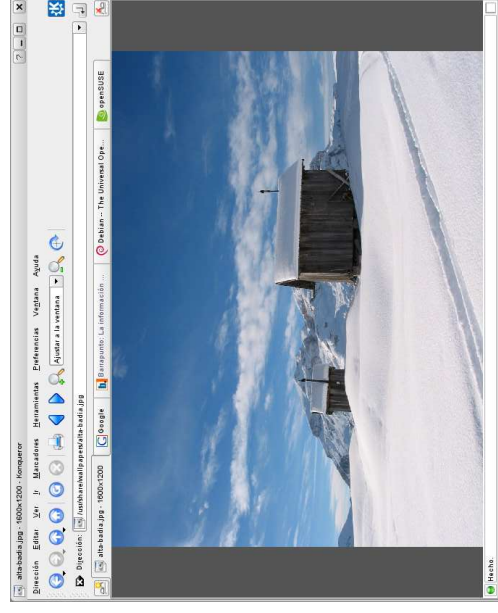 alta-badia.jpg - 1600x1200 - Konqueror
Dirección Editar Ver Ir Marcadores Herramientas Preferencias Ventana Ayuda
Ajustar a la ventana
Dirección: /usr/share/wallpapers/alta-badia.jpg
alta-badia.jpg - 1600x1200 Google Barrapunto: La información ... Debian -- The Universal Ope... openSUSE
Hecho.